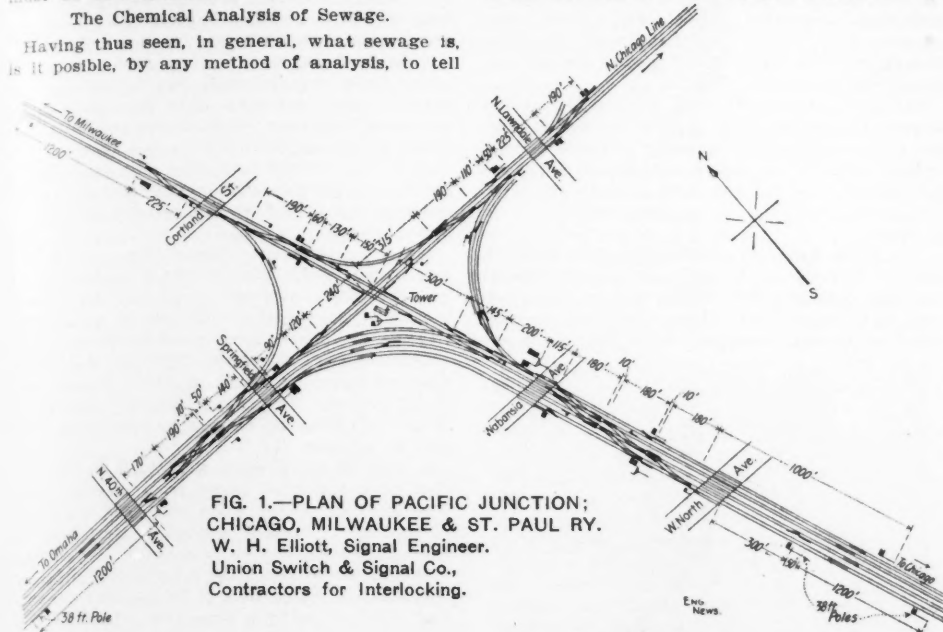 The Chemical Analysis of Sewage.
Having thus seen, in general, what sewage is,
is it posible, by any method of analysis, to tell
N. Chicago Line
To Milwaukee
1200'
225'
Cortland St.
190'
60'
130'
150'
315'
190'
110'
50'
225'
190'
N. Lawndale
Ave.
N
S
240'
120'
90'
Tower
300'
145'
200'
115'
180'
10'
180'
10'
180'
1000'
Springfield
Ave.
140'
50'
10'
190'
170'
N 40th
Ave.
Wabansia
Ave.
W. North
Ave.
To Omaha
1200'
38 ft. Pole
300'
450'
1200'
38 ft.
Poles
To Chicago
FIG. 1.—PLAN OF PACIFIC JUNCTION;
CHICAGO, MILWAUKEE & ST. PAUL RY.
W. H. Elliott, Signal Engineer.
Union Switch & Signal Co.,
Contractors for Interlocking.
ENG
NEWS.